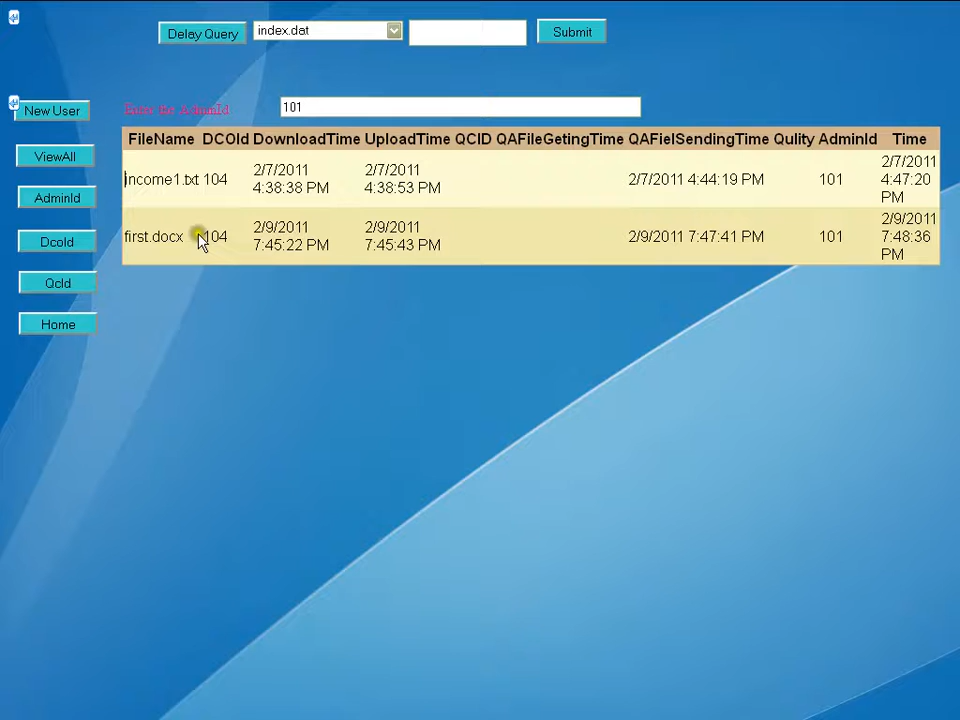 Delay Query index.dat Submit
New User Enter the AdminId 101
FileName DCOId DownloadTime UploadTime QCID QAFileGetingTime QAFielSendingTime Qulity AdminId Time
income1.txt 104 2/7/2011 4:38:38 PM 2/7/2011 4:38:53 PM 2/7/2011 4:44:19 PM 101 2/7/2011 4:47:20 PM
first.docx 104 2/9/2011 7:45:22 PM 2/9/2011 7:45:43 PM 2/9/2011 7:47:41 PM 101 2/9/2011 7:48:36 PM
ViewAll
AdminId
DcoId
QcId
Home